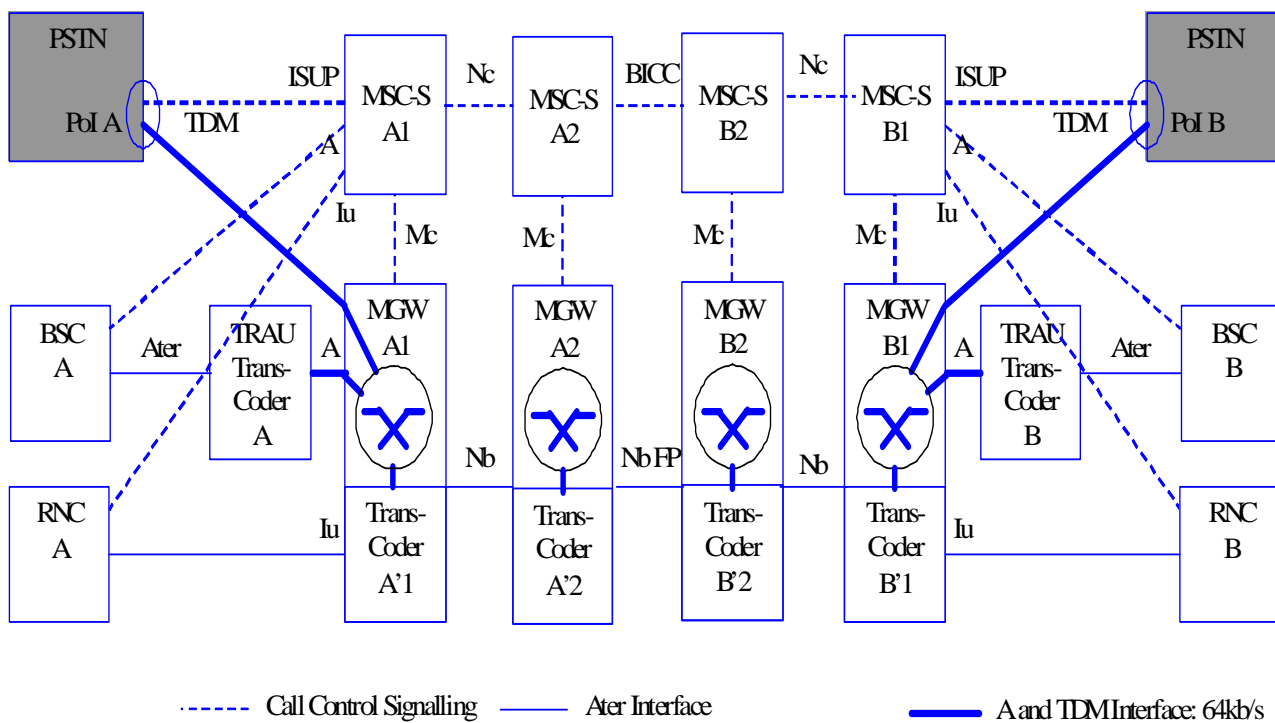 PSTN
PoI A
ISUP
TDM
A
Iu
MSC-S
A1
Nc
MSC-S
A2
BICC
MSC-S
B2
Nc
MSC-S
B1
ISUP
TDM
A
Iu
PSTN
PoI B
Mc
Mc
Mc
Mc
BSC
A
Ater
TRAU
Trans-
Coder
A
A
MGW
A1
MGW
A2
MGW
B2
MGW
B1
A
TRAU
Trans-
Coder
B
Ater
BSC
B
Nb
Nb FP
Nb
RNC
A
Iu
Trans-
Coder
A'1
Trans-
Coder
A'2
Trans-
Coder
B'2
Trans-
Coder
B'1
Iu
RNC
B
Call Control Signalling
Ater Interface
A and TDM Interface: 64kb/s